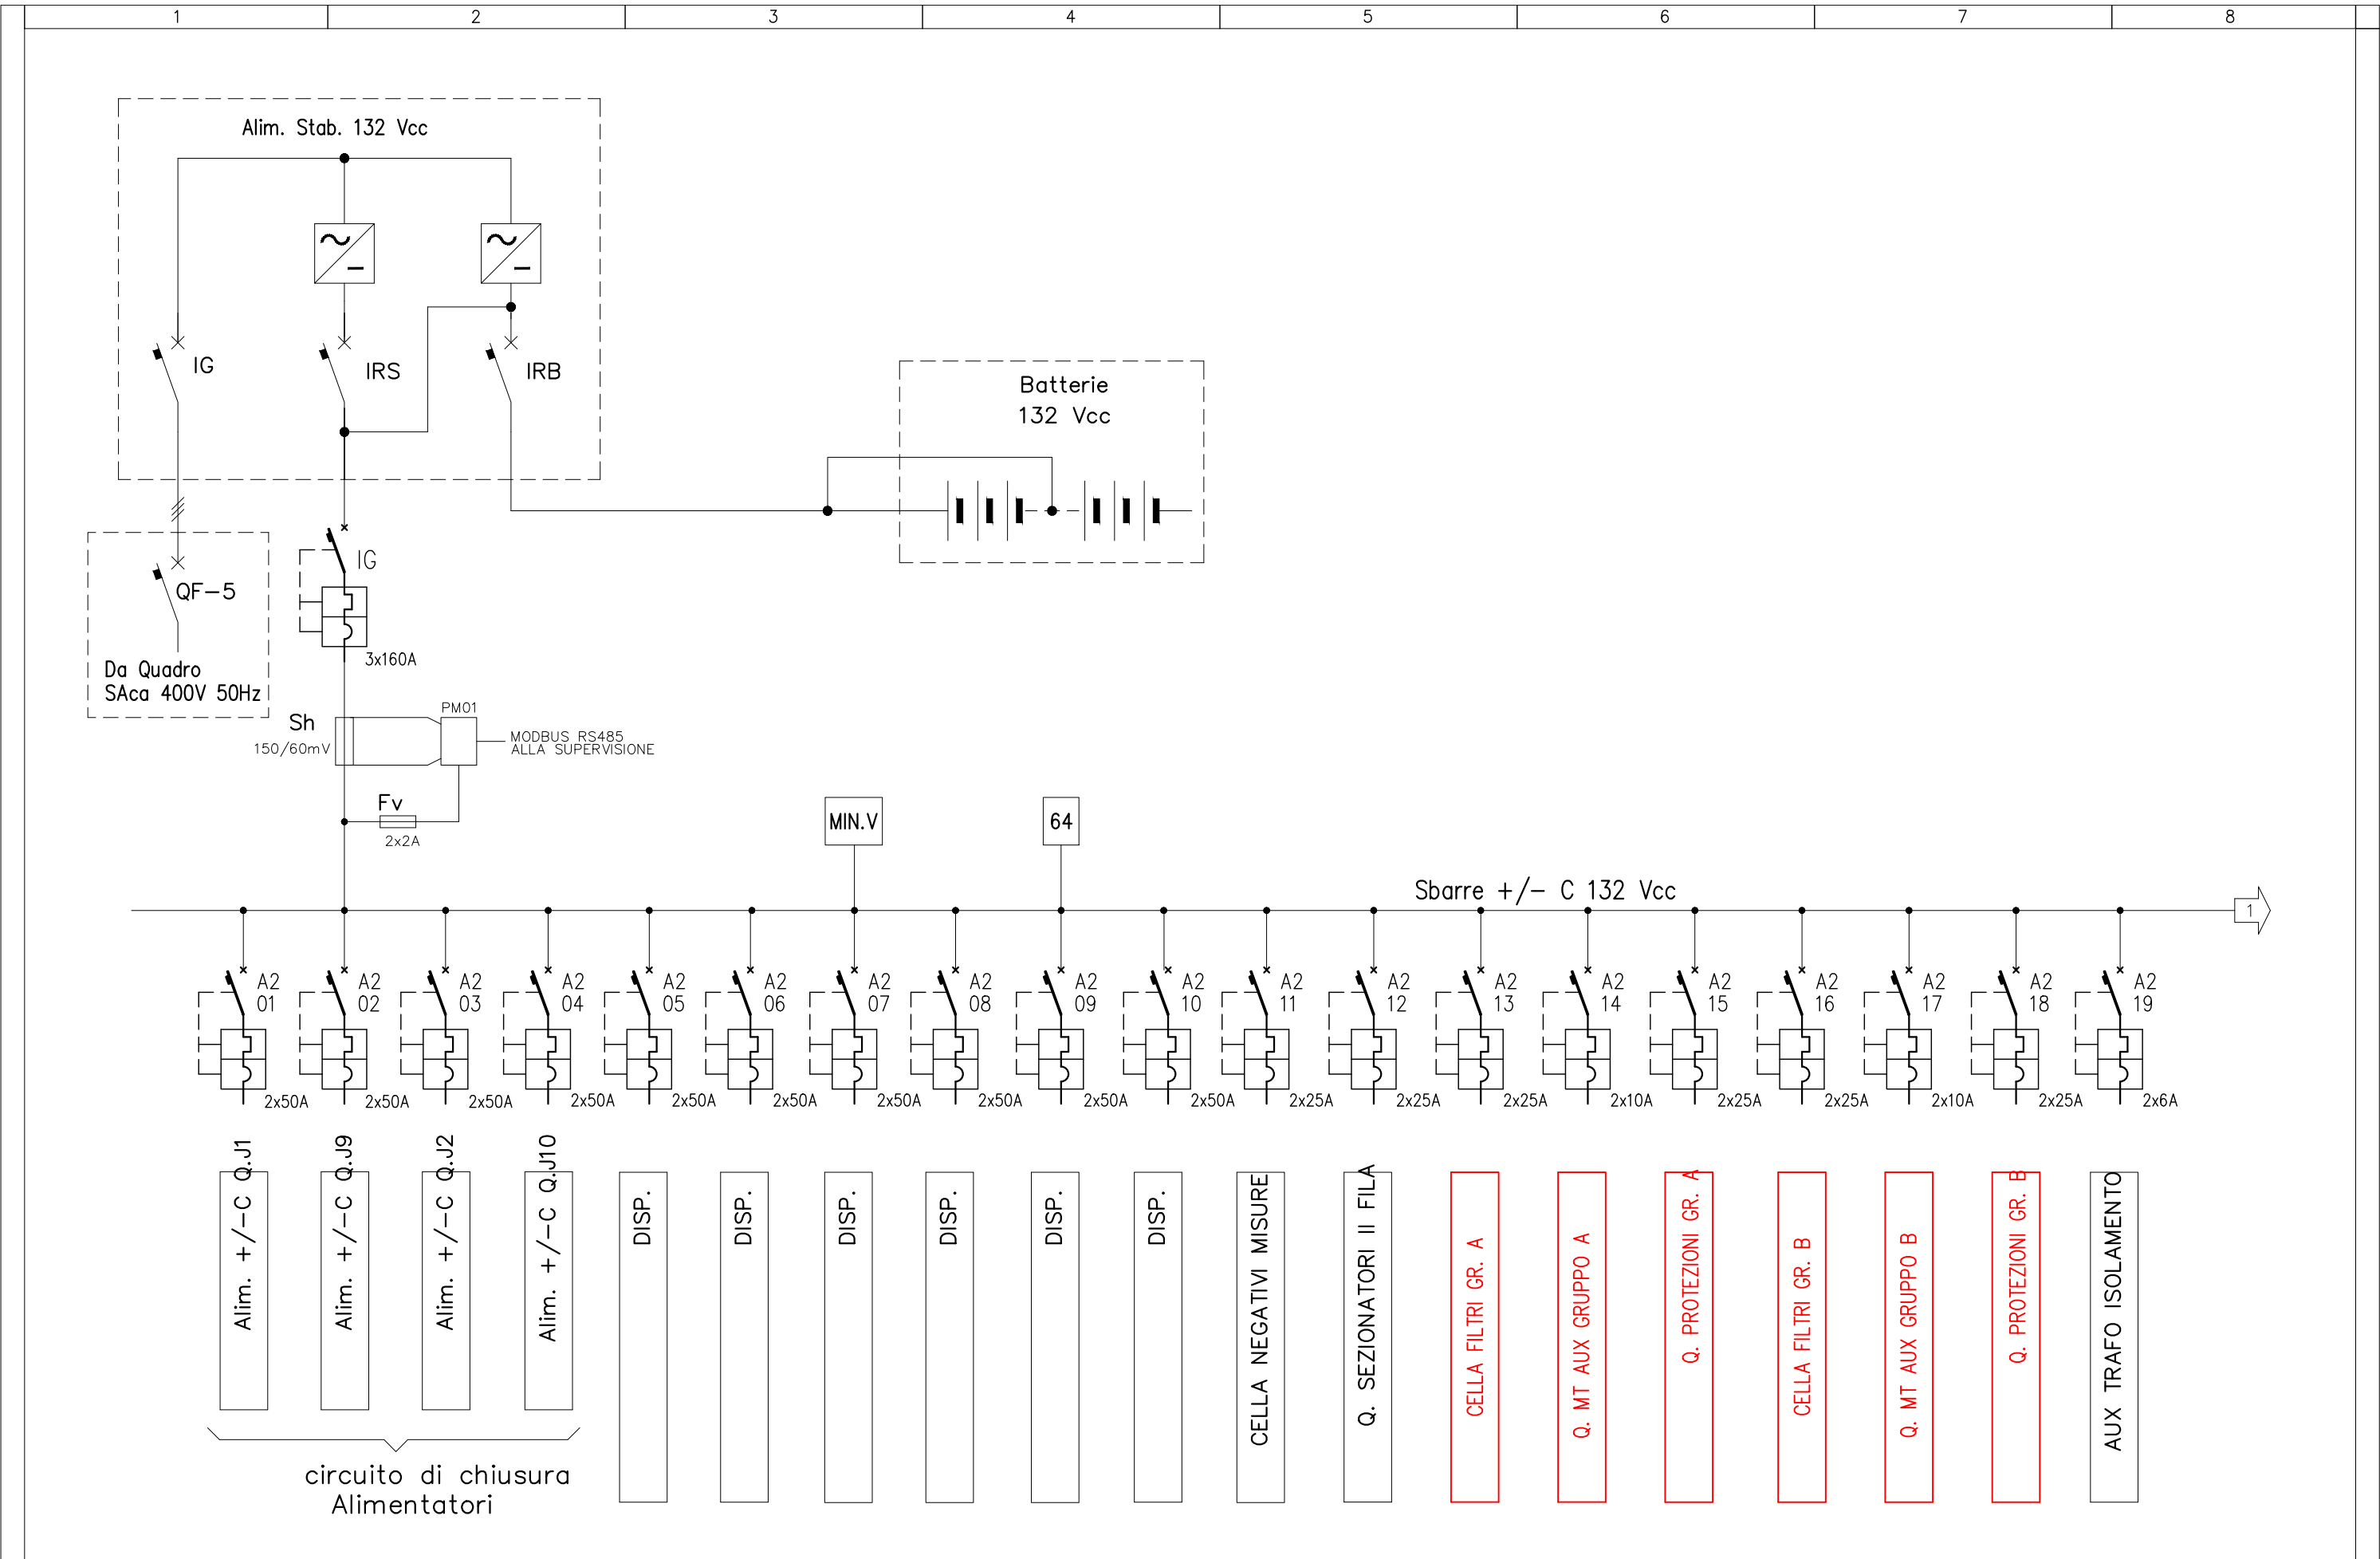 1 2 3 4 5 6 7 8
Alim. Stab. 132 Vcc
IG
IRS
IRB
Batterie
132 Vcc
IG
3x160A
QF-5
Da Quadro
SAca 400V 50Hz
Sh
150/60mV
PM01
MODBUS RS485
ALLA SUPERVISIONE
Fv
2x2A
MIN.V
64
Sbarre +/- C 132 Vcc
1
A2 A2 A2 A2 A2 A2 A2 A2 A2 A2 A2 A2 A2 A2 A2 A2 A2 A2 A2
01 02 03 04 05 06 07 08 09 10 11 12 13 14 15 16 17 18 19
2x50A 2x50A 2x50A 2x50A 2x50A 2x50A 2x50A 2x50A 2x50A 2x50A 2x25A 2x25A 2x25A 2x10A 2x25A 2x25A 2x10A 2x25A 2x6A
Alim. +/-C Q.J1
Alim. +/-C Q.J9
Alim. +/-C Q.J2
Alim. +/-C Q.J10
DISP.
DISP.
DISP.
DISP.
DISP.
DISP.
CELLA NEGATIVI MISURE
Q. SEZIONATORI II FILA
CELLA FILTRI GR. A
Q. MT AUX GRUPPO A
Q. PROTEZIONI GR. A
CELLA FILTRI GR. B
Q. MT AUX GRUPPO B
Q. PROTEZIONI GR. B
AUX TRAFO ISOLAMENTO
circuito di chiusura
Alimentatori